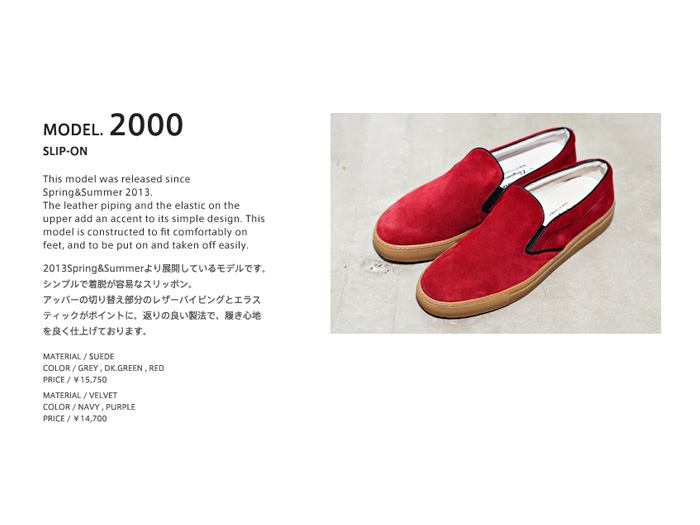 MODEL. 2000
SLIP-ON
This model was released since
Spring&Summer 2013.
The leather piping and the elastic on the
upper add an accent to its simple design. This
model is constructed to fit comfortably on
feet, and to be put on and taken off easily.
2013Spring&Summerより展開しているモデルです。
シンプルで着脱が容易なスリッポン。
アッパーの切り替え部分のレザーパイピングとエラス
ティックがポイントに。返りの良い製法で、履き心地
を良く仕上げております。
MATERIAL / SUEDE
COLOR / GREY , DK.GREEN , RED
PRICE / ￥15,750
MATERIAL / VELVET
COLOR / NAVY , PURPLE
PRICE / ￥14,700